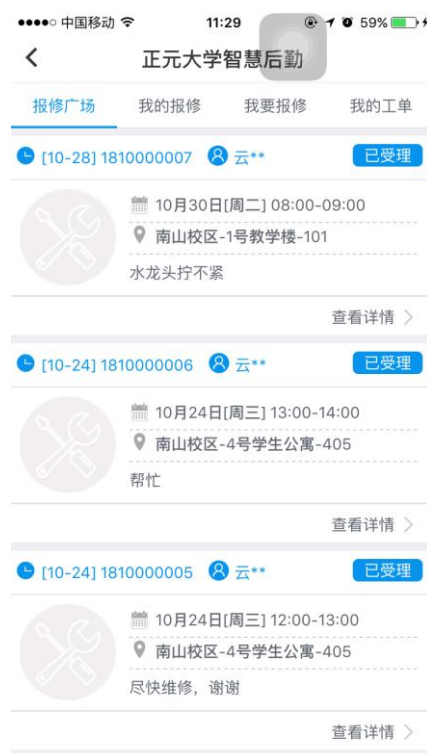 中国移动 11:29 59%
正元大学智慧后勤
报修广场 我的报修 我要报修 我的工单
[10-28] 1810000007 云** 已受理
10月30日[周二] 08:00-09:00
南山校区-1号教学楼-101
水龙头拧不紧
查看详情
[10-24] 1810000006 云** 已受理
10月24日[周三] 13:00-14:00
南山校区-4号学生公寓-405
帮忙
查看详情
[10-24] 1810000005 云** 已受理
10月24日[周三] 12:00-13:00
南山校区-4号学生公寓-405
尽快维修，谢谢
查看详情